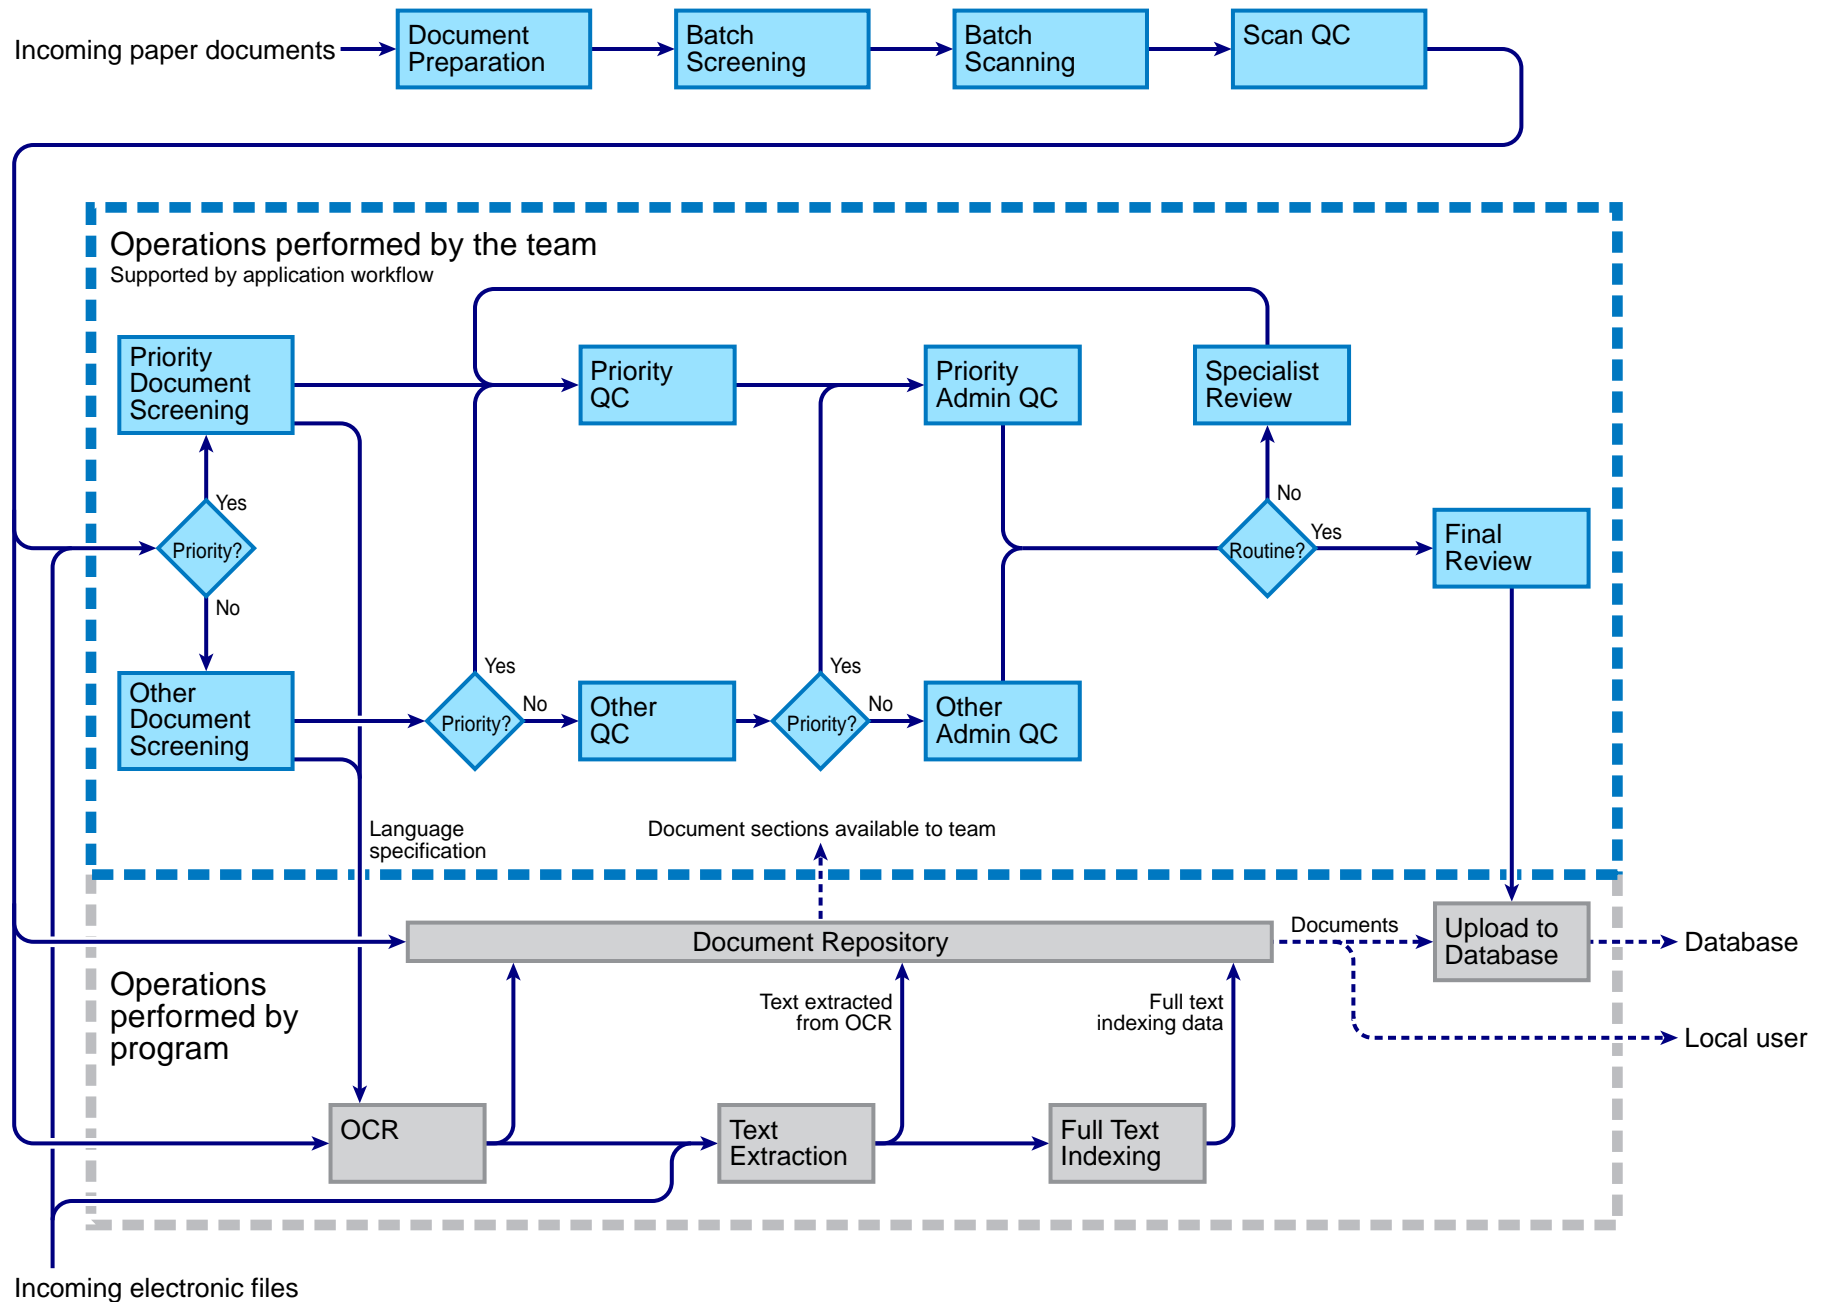 Incoming paper documents
Document
Preparation
Batch
Screening
Batch
Scanning
Scan QC
Operations performed by the team
Supported by application workflow
Priority
Document
Screening
Priority
QC
Priority
Admin QC
Specialist
Review
Yes
Priority?
No
No
Routine?
Yes
Final
Review
Other
Document
Screening
Yes
Priority?
No
Other
QC
Yes
Priority?
No
Other
Admin QC
Language
specification
Document sections available to team
Document Repository
Documents
Upload to
Database
Database
Local user
Operations
performed by
program
Text extracted
from OCR
Full text
indexing data
OCR
Text
Extraction
Full Text
Indexing
Incoming electronic files